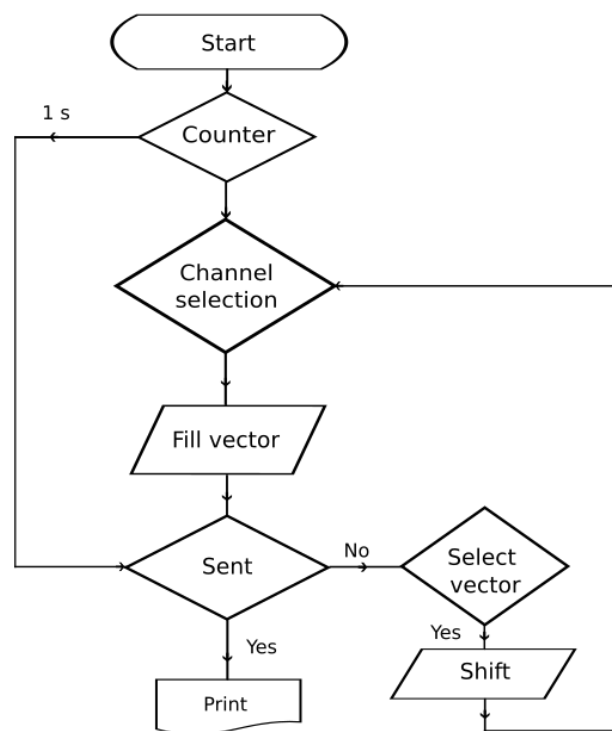 Start
1 s
Counter
Channel
selection
Fill vector
Sent
No
Select
vector
Yes
Yes
Shift
Print